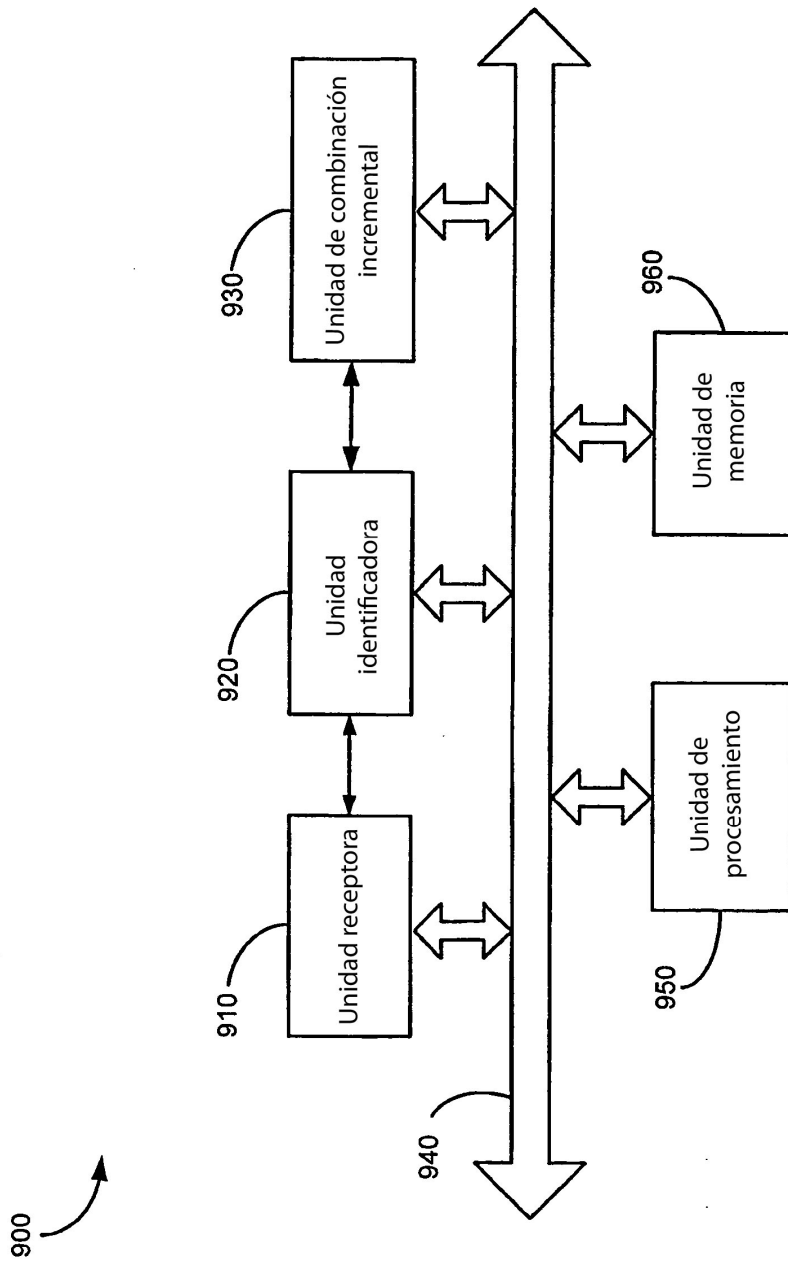 900
910
Unidad receptora
920
Unidad
identificadora
930
Unidad de combinación
incremental
940
950
Unidad de
procesamiento
960
Unidad de
memoria